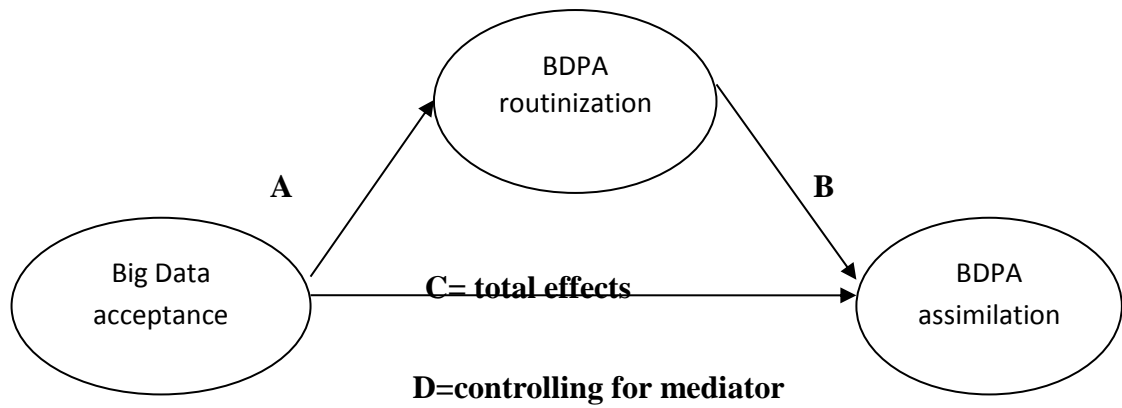 BDPA
routinization
A
B
Big Data
acceptance
C= total effects
BDPA
assimilation
D=controlling for mediator